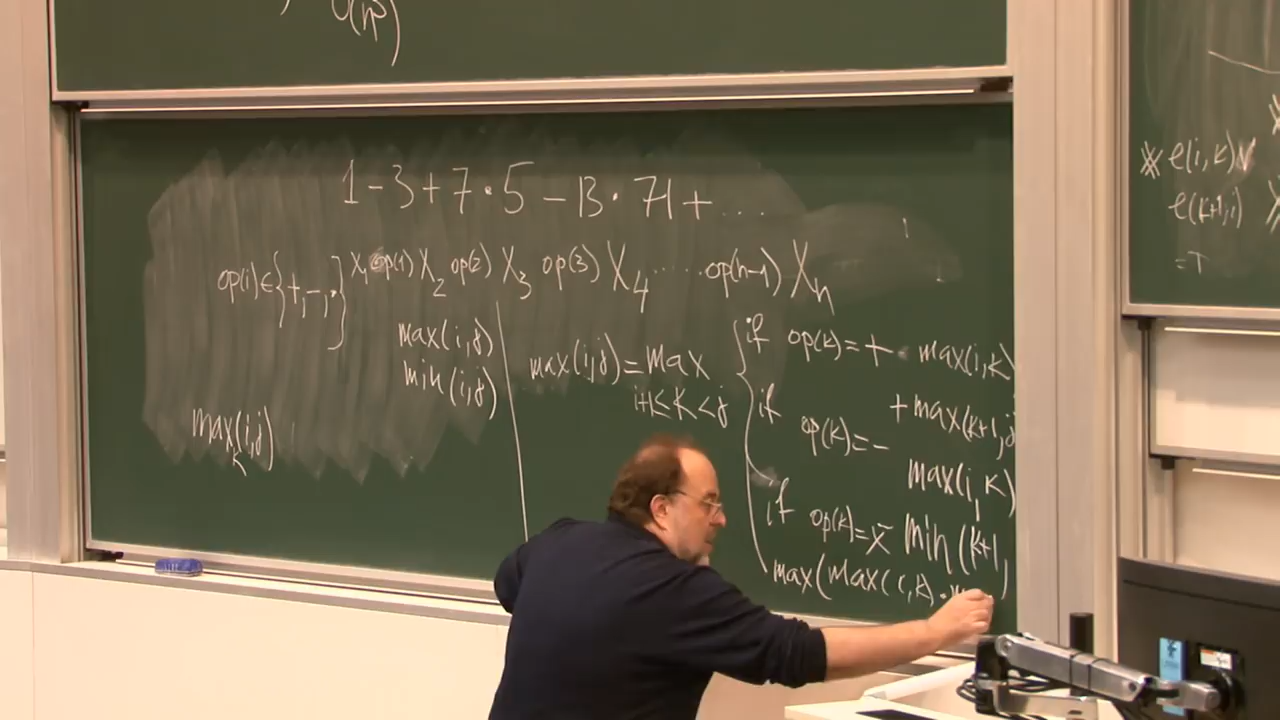 O(n³)
1 - 3 + 7 · 5 - 13 · 71 + ....
op(i) ∈ {+, -, ·} X₁ op(1) X₂ op(2) X₃ op(3) X₄ ..... op(n-1) Xₙ
max(i,j)
min(i,j)
maxₖ(i,j)
max(i,j) = max
i+1 ≤ k < j
if op(k) = + max(i,k)
+ max(k+1,j
if op(k) = -
max(i,k)
if op(k) = x - min(k+1,
max(max(i,k) ·
e(i,k)
e(k+1,j)
= T